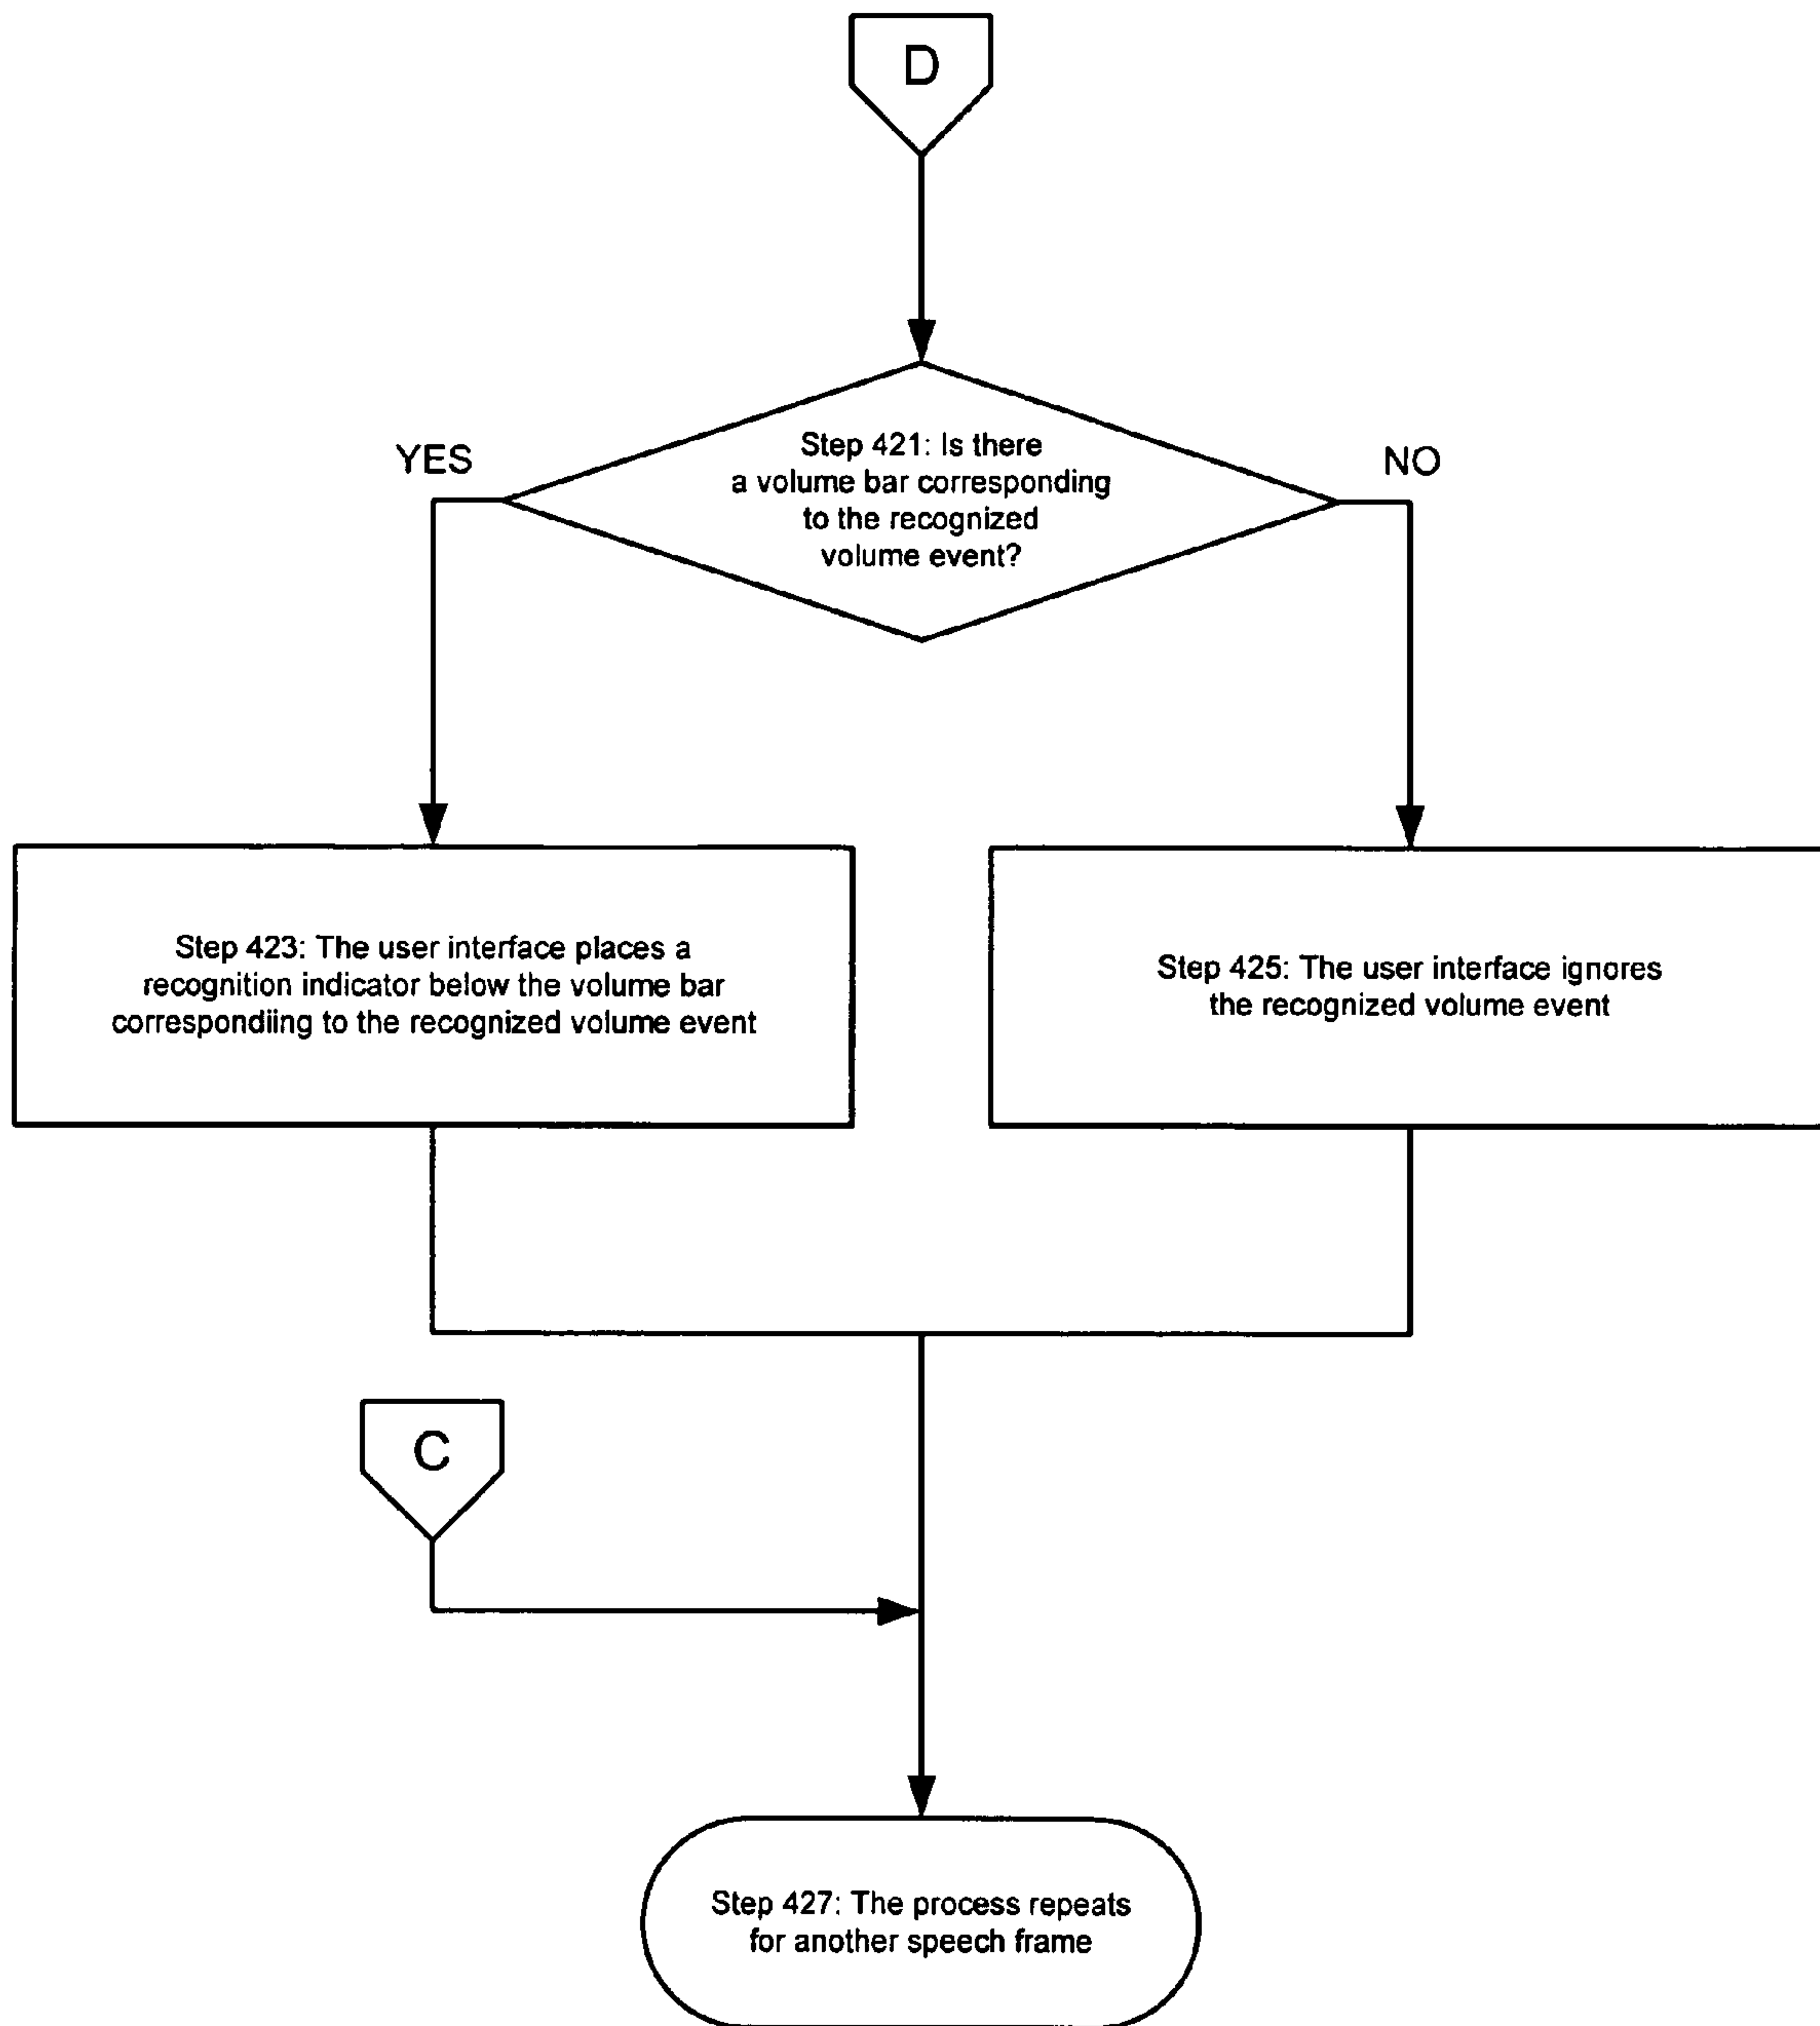 D
Step 421: Is there
a volume bar corresponding
to the recognized
volume event?
YES
NO
Step 423: The user interface places a
recognition indicator below the volume bar
correspondiing to the recognized volume event
Step 425: The user interface ignores
the recognized volume event
C
Step 427: The process repeats
for another speech frame